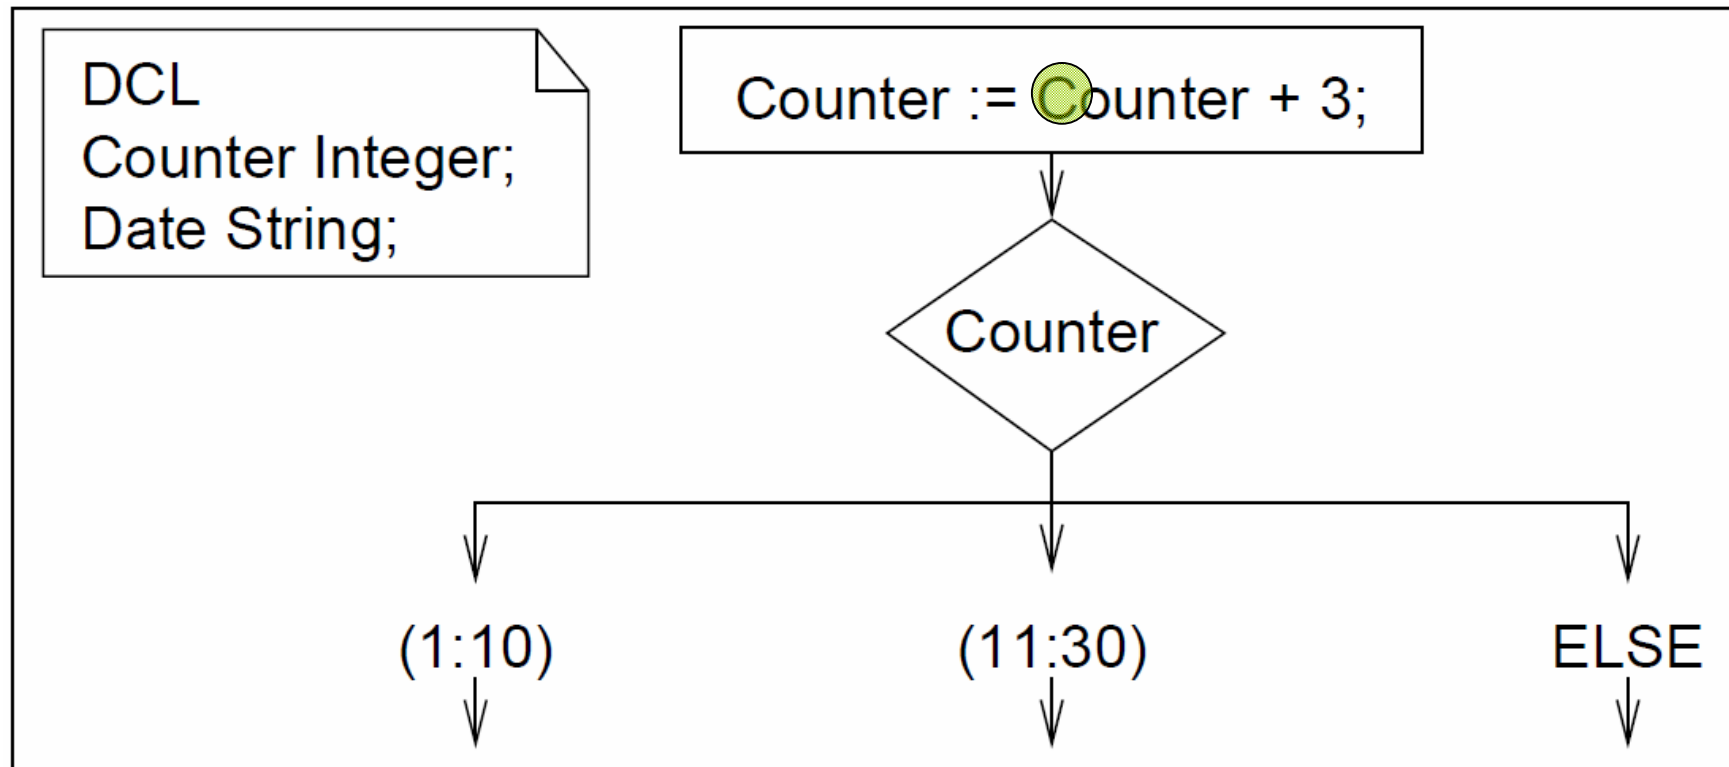 DCL
Counter Integer;
Date String;
Counter := Counter + 3;
Counter
(1:10)
(11:30)
ELSE